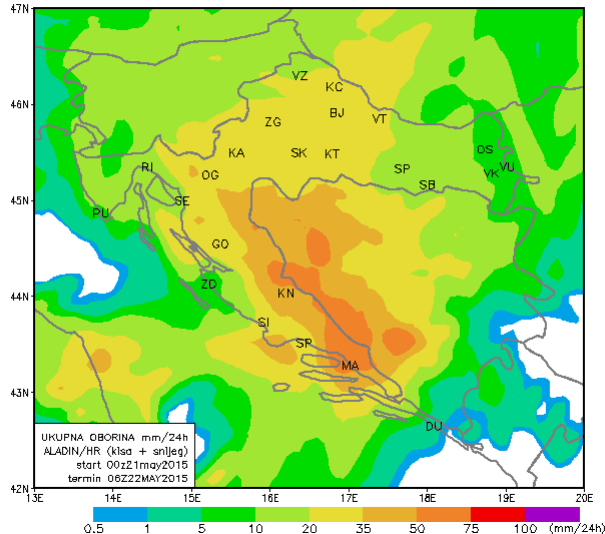 47N
46N
45N
44N
43N
42N
VZ
KC
BJ
ZG
VT
KA
SK
KT
OS
RI
OG
SP
VK
VU
SB
SE
PU
GO
ZD
KN
SI
SP
MA
DU
UKUPNA OBORINA mm/24h
ALADIN/HR (kisa + snijeg)
start 00z21may2015
termin 06Z22MAY2015
13E 14E 15E 16E 17E 18E 19E 20E
0.5 1 5 10 20 35 50 75 100 (mm/24h)